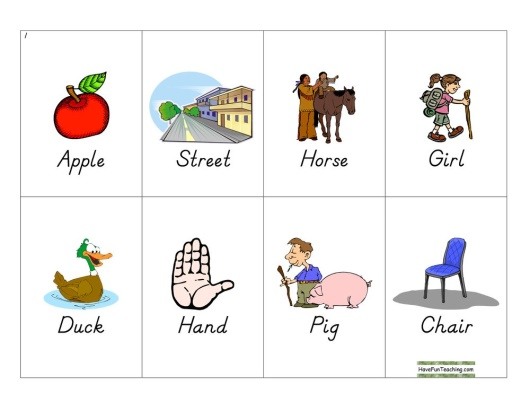 1
Apple
Street
Horse
Girl
Duck
Hand
Pig
Chair
HaveFunTeaching.com